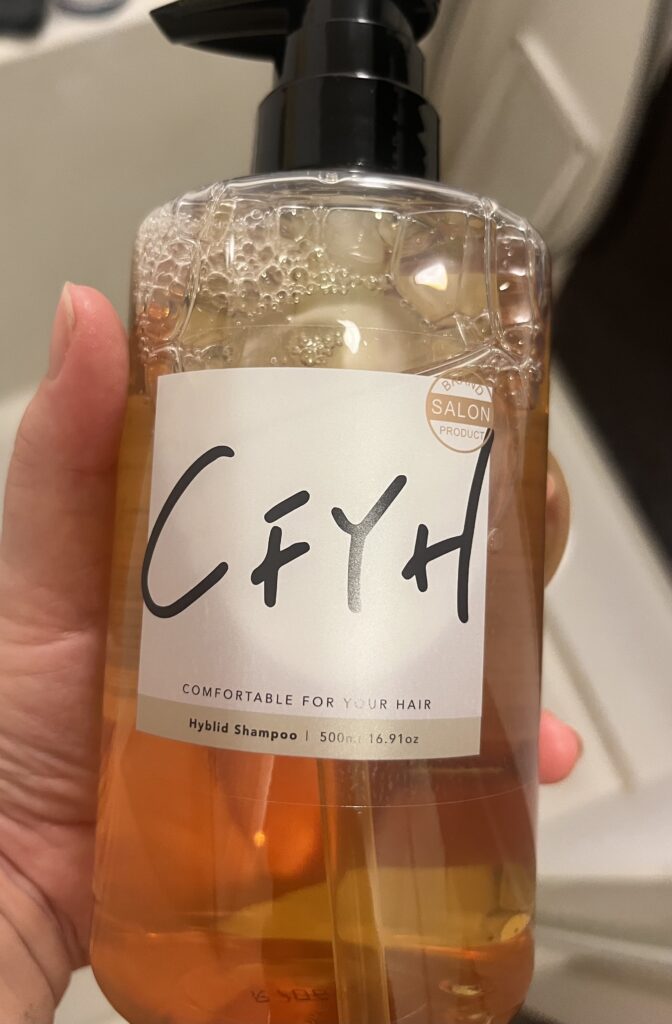 BRAND
SALON
PRODUCT
CFYH
COMFORTABLE FOR YOUR HAIR
Hyblid Shampoo | 500ml 16.91oz